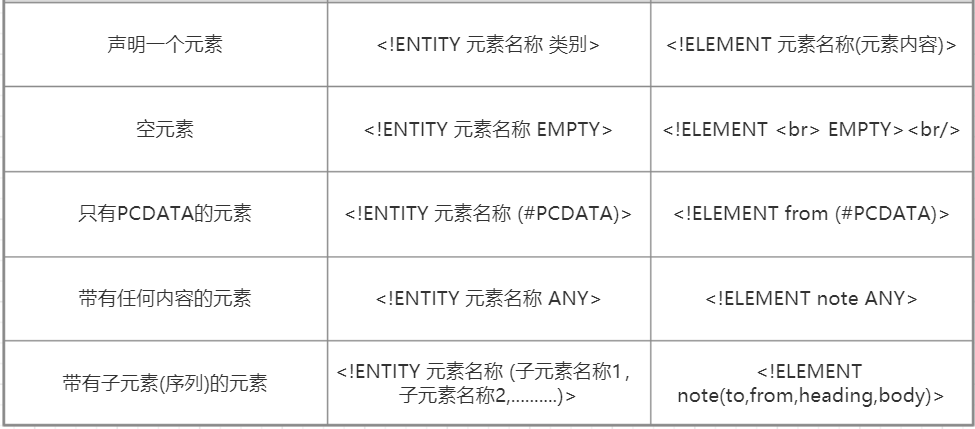 声明一个元素 <!ENTITY 元素名称 类别> <!ELEMENT 元素名称(元素内容)>
空元素 <!ENTITY 元素名称 EMPTY> <!ELEMENT <br> EMPTY><br/>
只有PCDATA的元素 <!ENTITY 元素名称 (#PCDATA)> <!ELEMENT from (#PCDATA)>
带有任何内容的元素 <!ENTITY 元素名称 ANY> <!ELEMENT note ANY>
带有子元素(序列)的元素
<!ENTITY 元素名称 (子元素名称1,
子元素名称2,..........)>
<!ELEMENT
note(to,from,heading,body)>